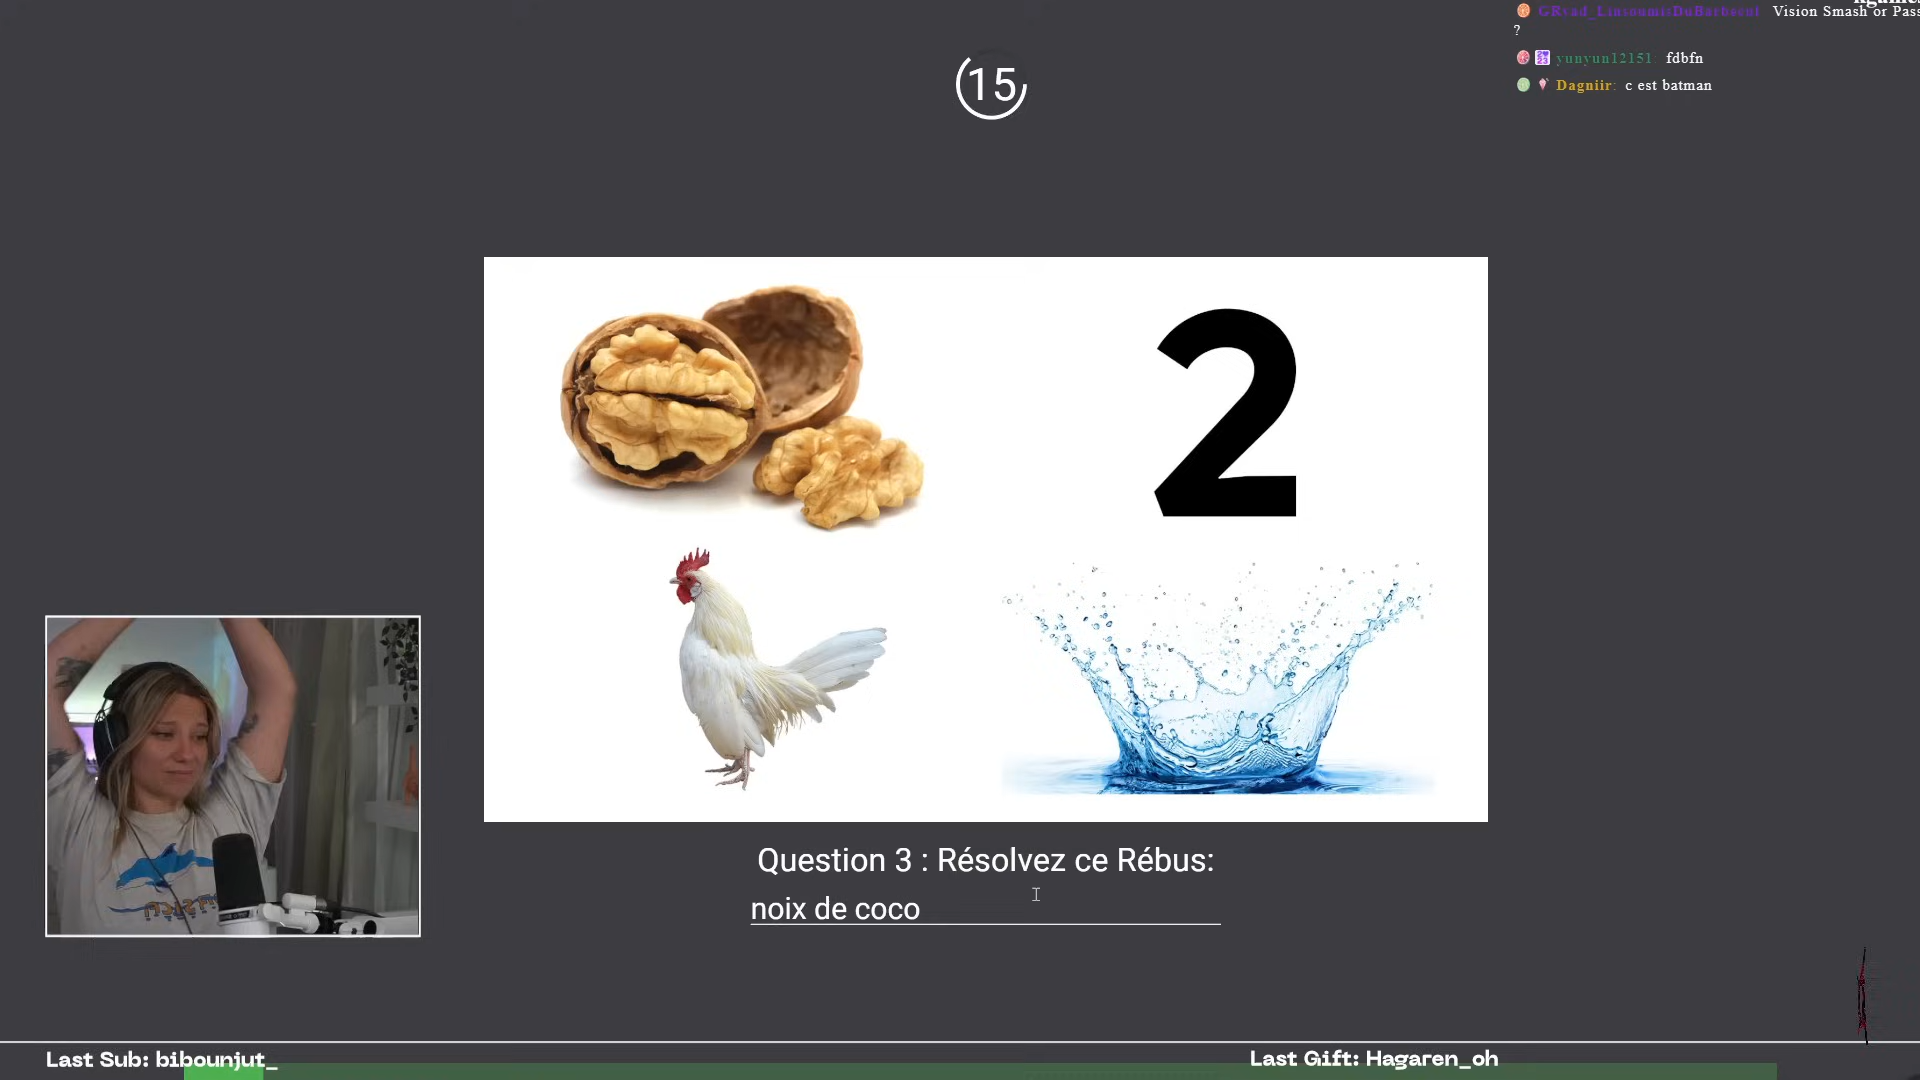 Vision Smash or Pass
?
yunyun12151: fdbfn
Dagniir: c est batman
15
2
Question 3 : Résolvez ce Rébus:
noix de coco
Last Sub: bibounjut_
Last Gift: Hagaren_oh